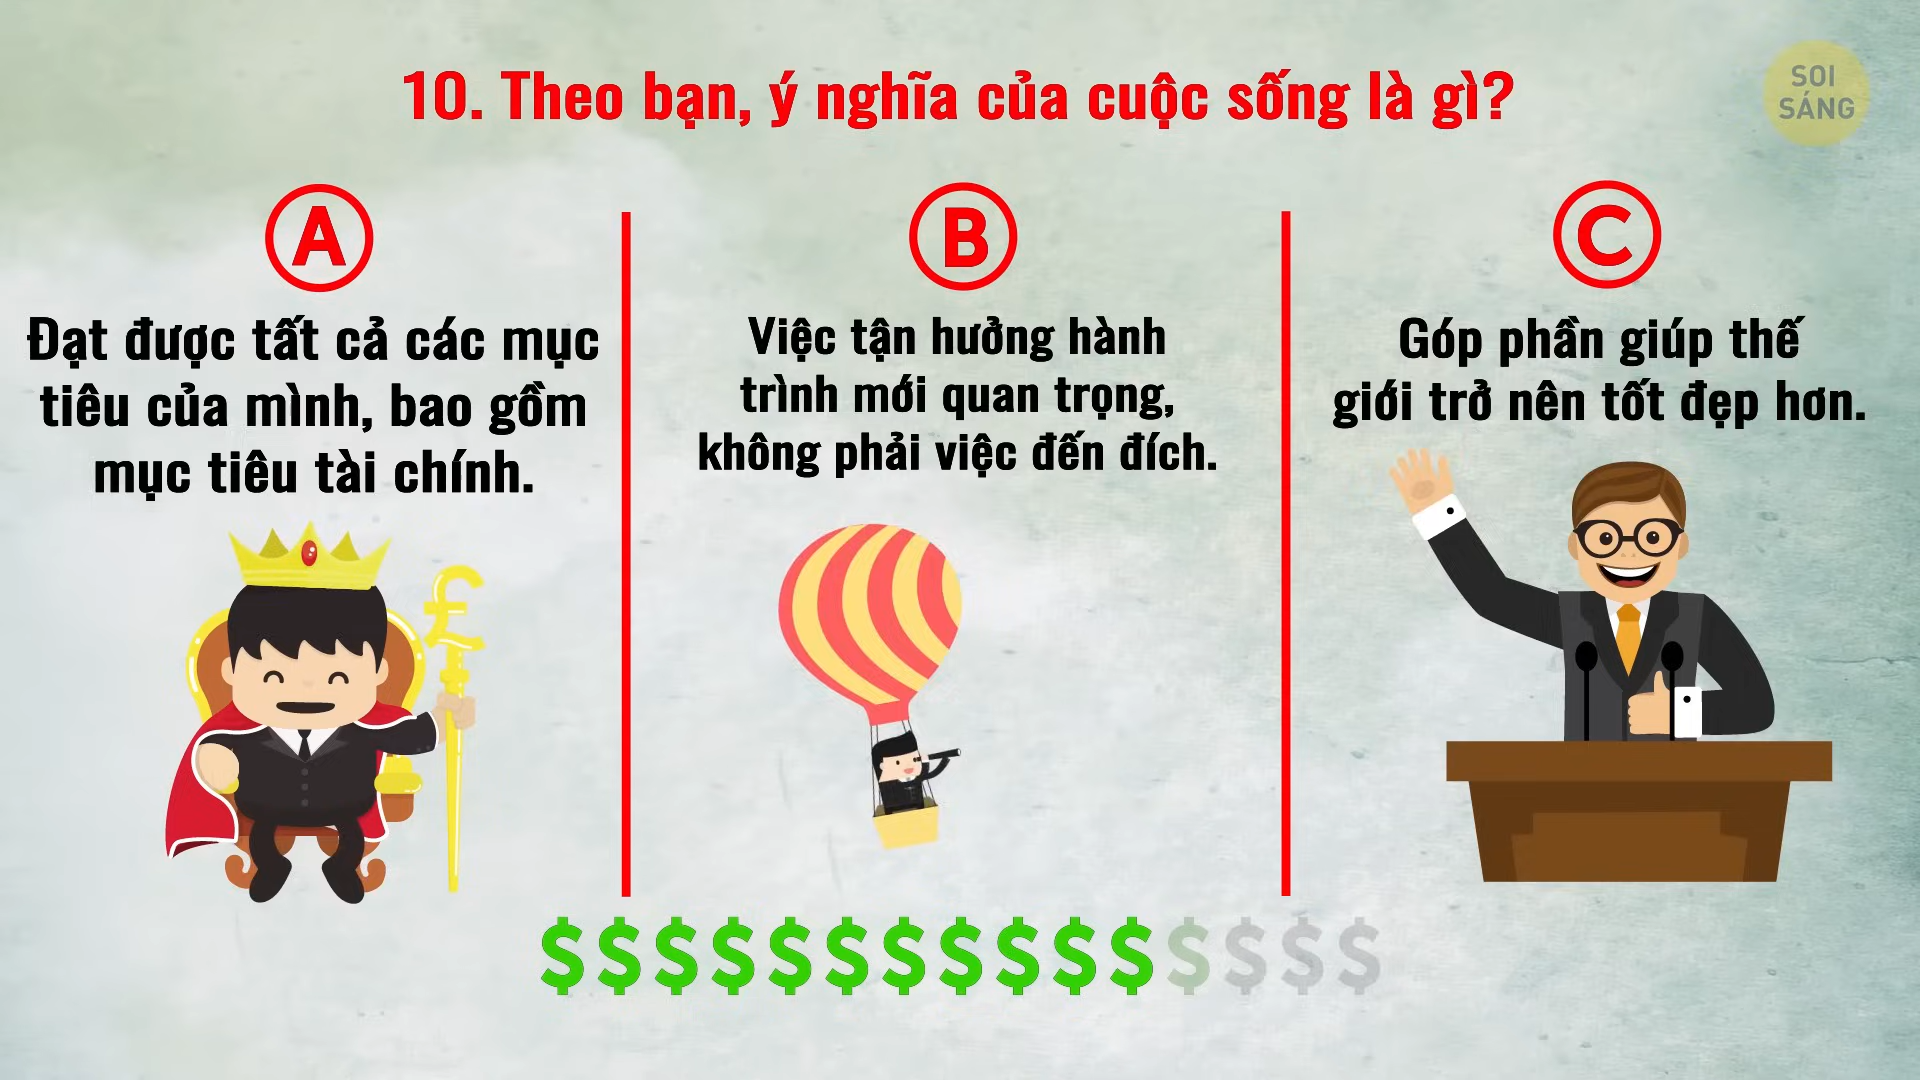 10. Theo bạn, ý nghĩa của cuộc sống là gì?
SOI
SÁNG
A
Đạt được tất cả các mục
tiêu của mình, bao gồm
mục tiêu tài chính.
B
Việc tận hưởng hành
trình mới quan trọng,
không phải việc đến đích.
C
Góp phần giúp thế
giới trở nên tốt đẹp hơn.
£
$$$$$$$$$$$$$$$